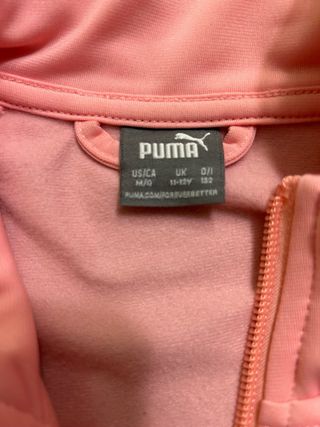 PUMA
US/CA UK D/I
M/G 11-12Y 152
PUMA.COM/FOREVERBETTER